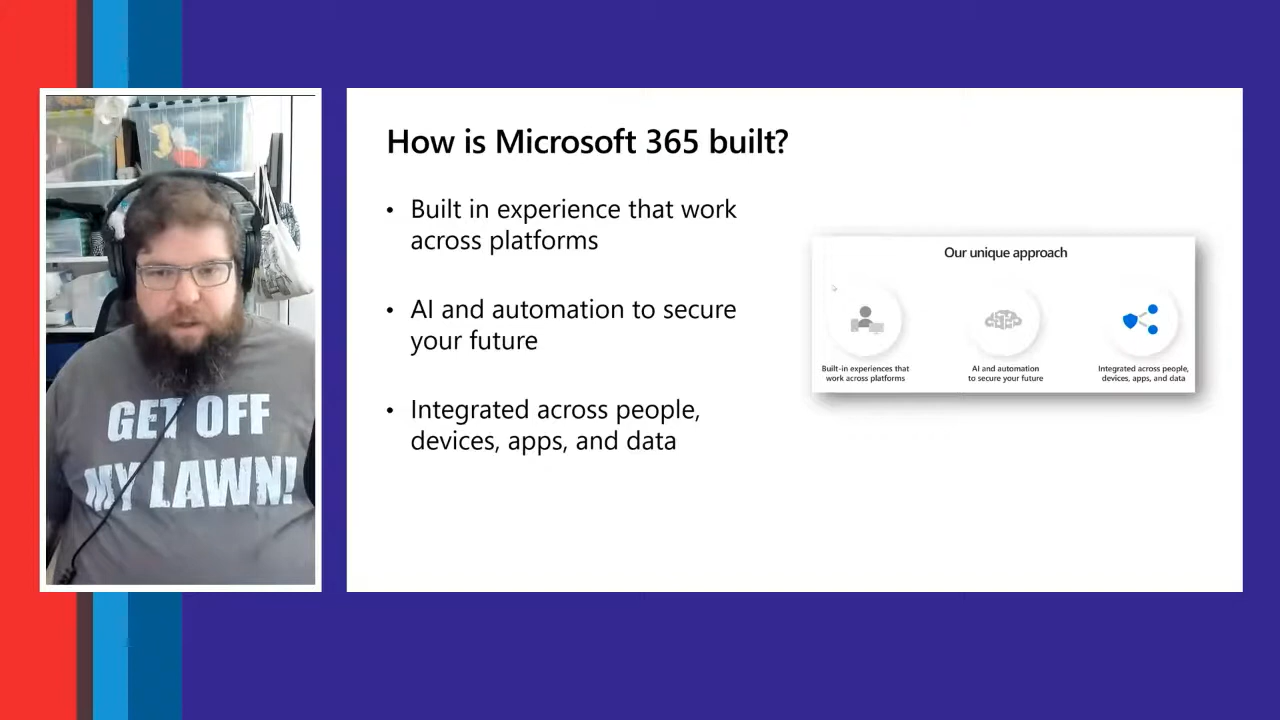 GET OFF
MY LAWN!
How is Microsoft 365 built?
• Built in experience that work
across platforms
• AI and automation to secure
your future
• Integrated across people,
devices, apps, and data
Our unique approach
Built-in experiences that
work across platforms
AI and automation
to secure your future
Integrated across people,
devices, apps, and data